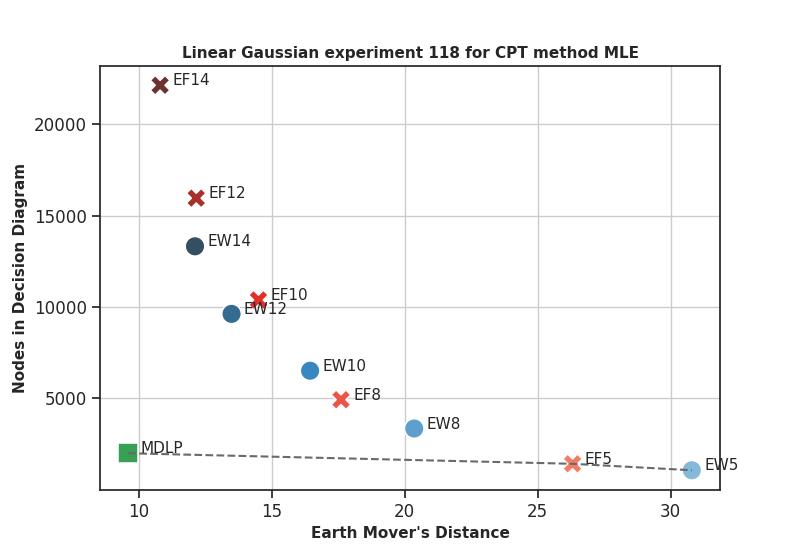 Linear Gaussian experiment 118 for CPT method MLE
Nodes in Decision Diagram
20000
15000
10000
5000
EF14
EF12
EW14
EF10
EW12
EW10
EF8
EW8
MDLP
EF5
EW5
10
15
20
25
30
Earth Mover's Distance